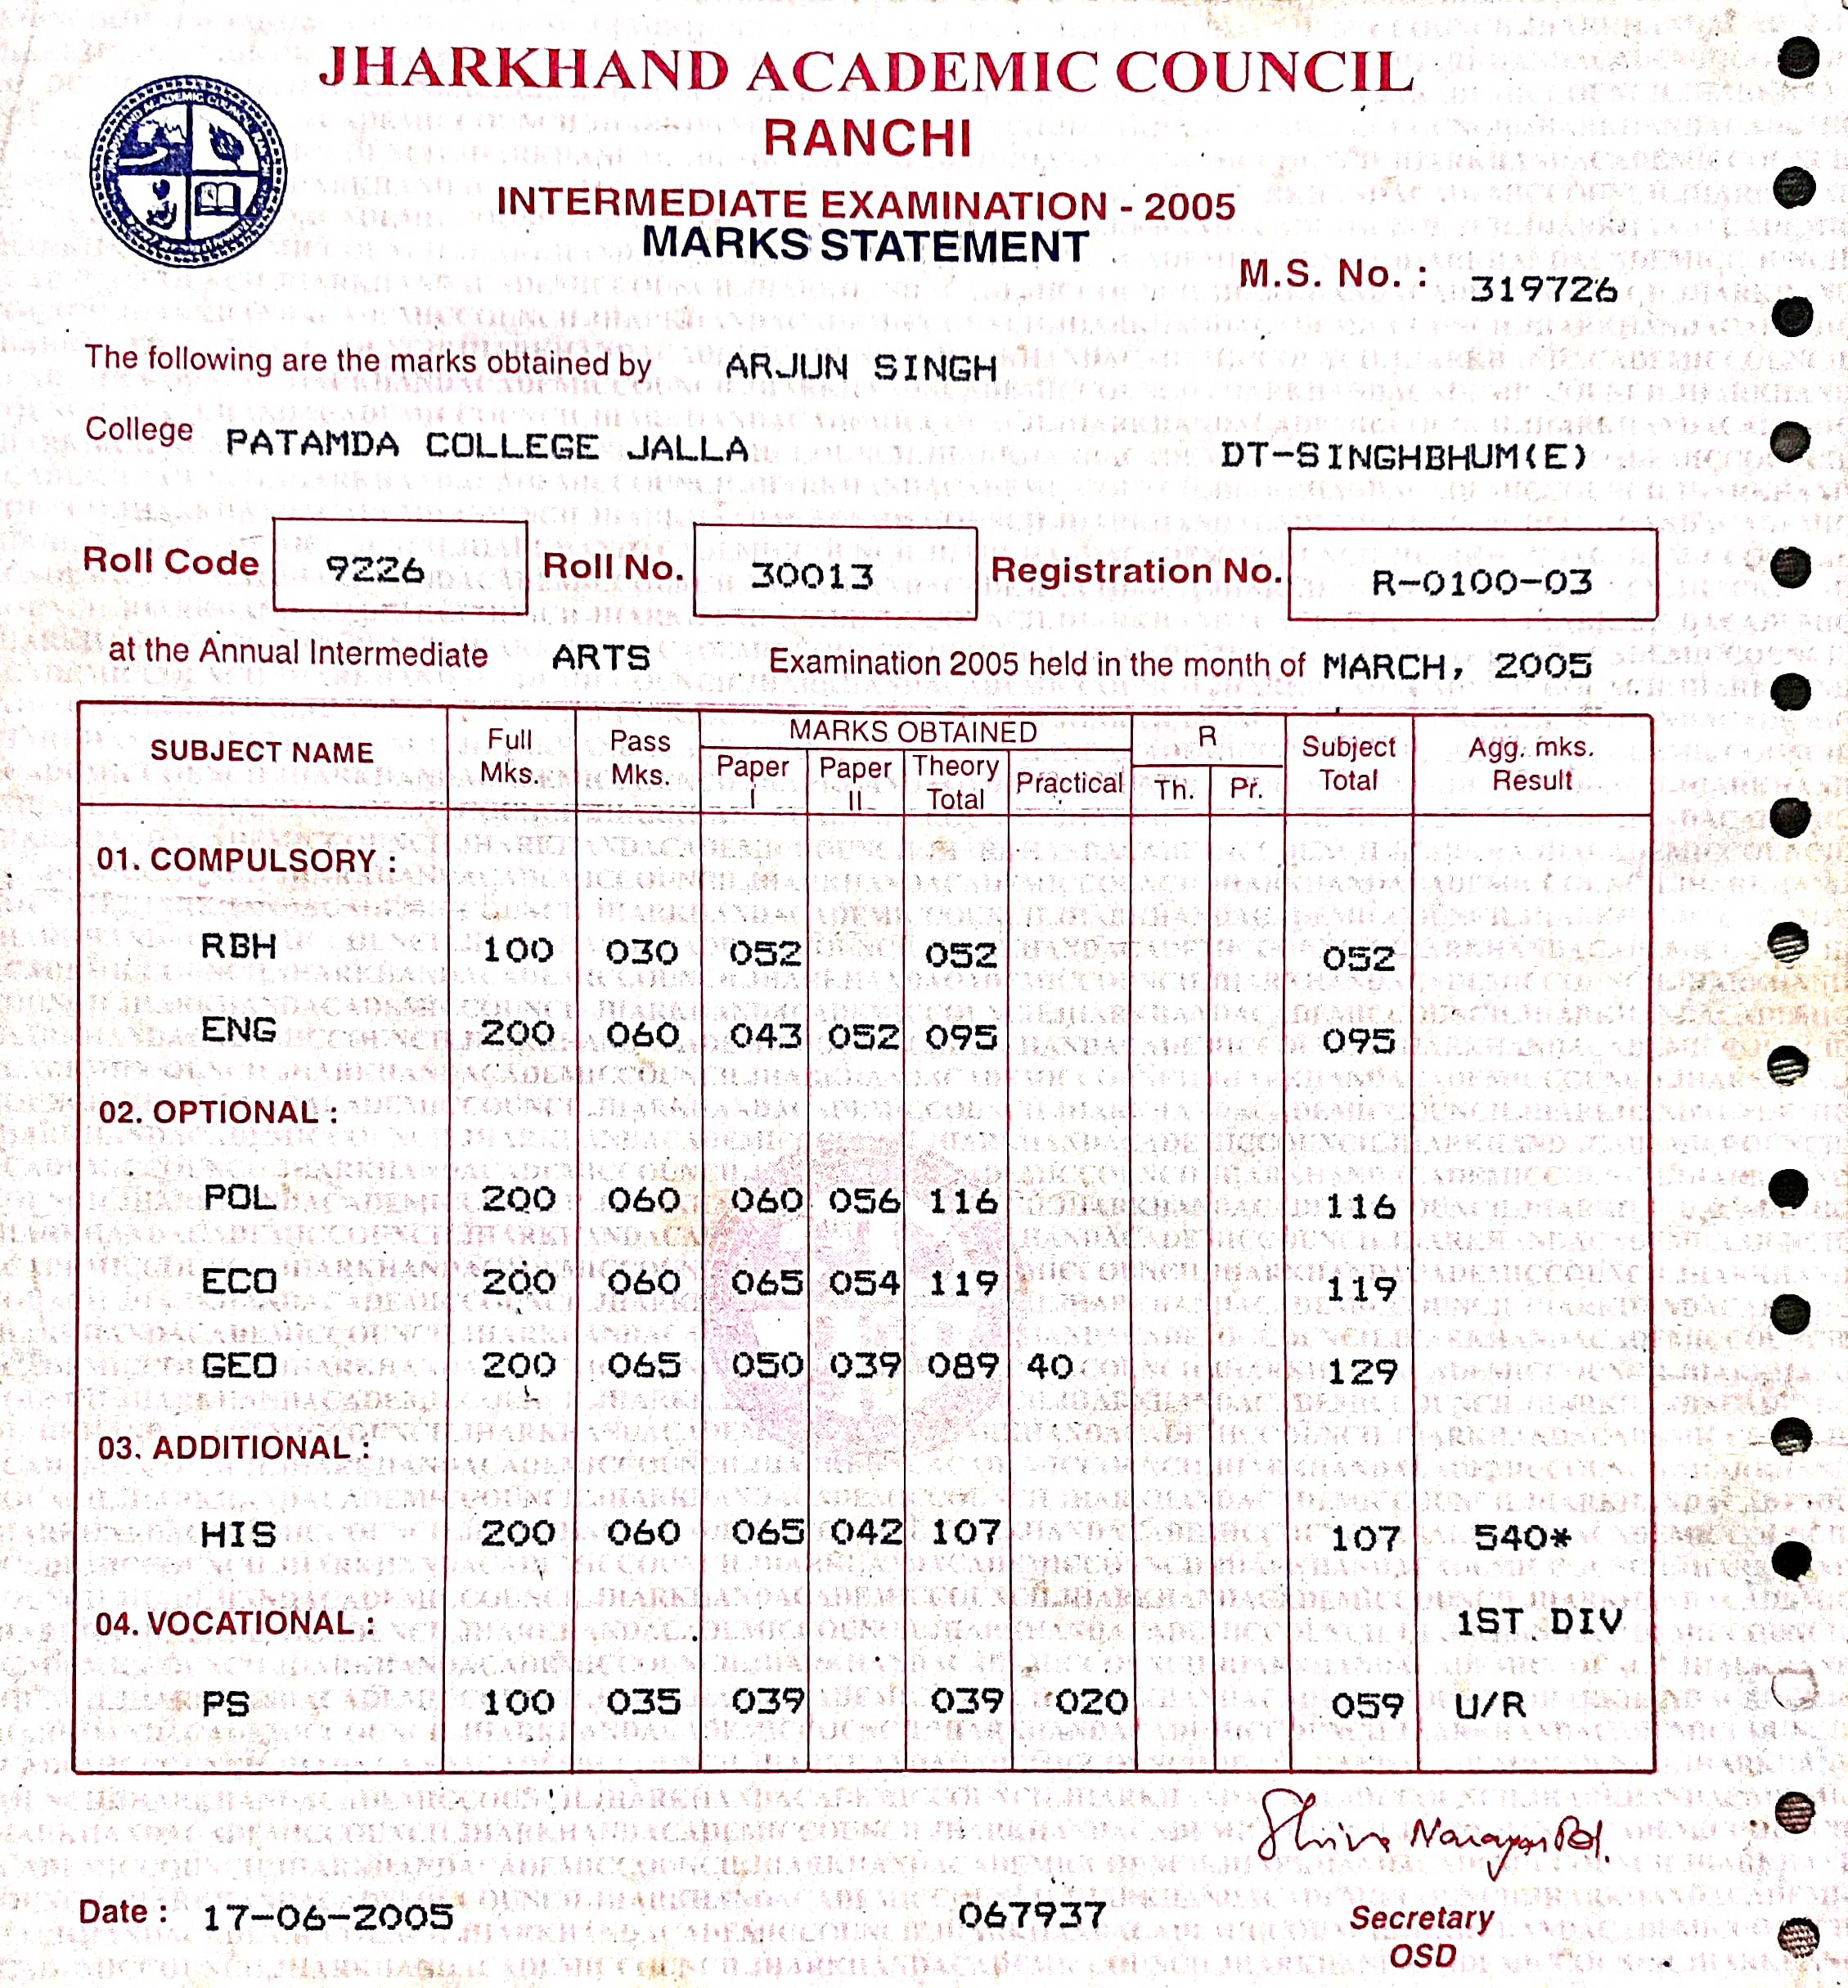 JHARKHAND ACADEMIC COUNCIL
RANCHI
INTERMEDIATE EXAMINATION - 2005
MARKS STATEMENT
M.S. No. : 319726
The following are the marks obtained by ARJUN SINGH
College PATAMDA COLLEGE JALLA DT-SINGHBHUM(E)
Roll Code 9226 Roll No. 30013 Registration No. R-0100-03
at the Annual Intermediate ARTS Examination 2005 held in the month of MARCH, 2005
SUBJECT NAME Full Mks. Pass Mks. MARKS OBTAINED R Subject Total Agg. mks. Result
Paper I Paper II Theory Total Practical Th. Pr.
01. COMPULSORY :
RBH 100 030 052 052 052
ENG 200 060 043 052 095 095
02. OPTIONAL :
POL 200 060 060 056 116 116
ECO 200 060 065 054 119 119
GEO 200 065 050 039 089 40 129
03. ADDITIONAL :
HIS 200 060 065 042 107 107 540*
04. VOCATIONAL : 1ST DIV
PS 100 035 039 039 020 059 U/R
Date : 17-06-2005 067937 Secretary
OSD